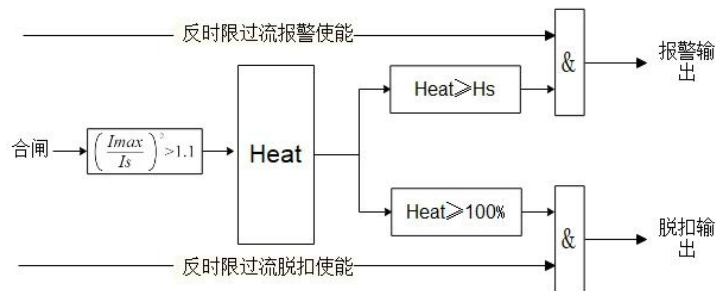 反时限过流报警使能
&
报警输
出
Heat≥Hs
合闸
(Imax/Is)²>1.1
Heat
Heat≥100%
&
脱扣输
出
反时限过流脱扣使能